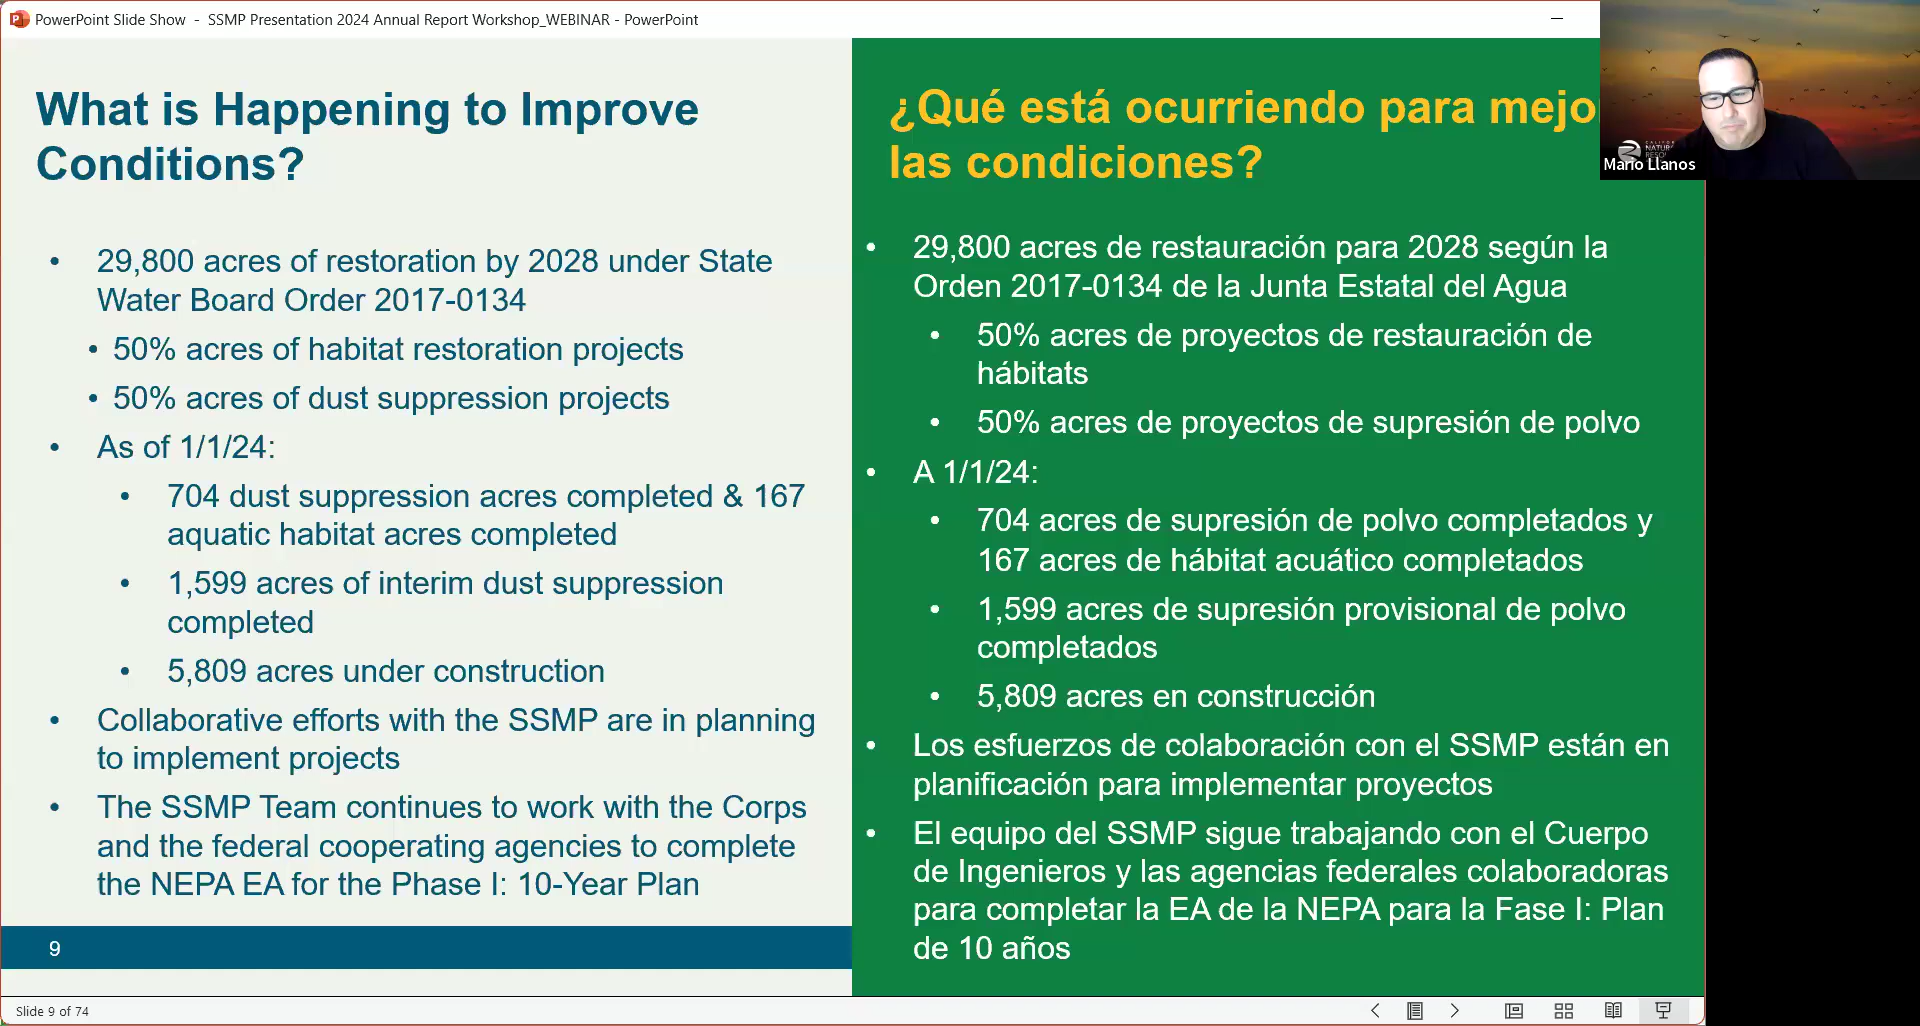 PowerPoint Slide Show - SSMP Presentation 2024 Annual Report Workshop_WEBINAR - PowerPoint
What is Happening to Improve
Conditions?
• 29,800 acres of restoration by 2028 under State
Water Board Order 2017-0134
• 50% acres of habitat restoration projects
• 50% acres of dust suppression projects
• As of 1/1/24:
• 704 dust suppression acres completed & 167
aquatic habitat acres completed
• 1,599 acres of interim dust suppression
completed
• 5,809 acres under construction
• Collaborative efforts with the SSMP are in planning
to implement projects
• The SSMP Team continues to work with the Corps
and the federal cooperating agencies to complete
the NEPA EA for the Phase I: 10-Year Plan
9
¿Qué está ocurriendo para mejo
las condiciones?
• 29,800 acres de restauración para 2028 según la
Orden 2017-0134 de la Junta Estatal del Agua
• 50% acres de proyectos de restauración de
hábitats
• 50% acres de proyectos de supresión de polvo
• A 1/1/24:
• 704 acres de supresión de polvo completados y
167 acres de hábitat acuático completados
• 1,599 acres de supresión provisional de polvo
completados
• 5,809 acres en construcción
• Los esfuerzos de colaboración con el SSMP están en
planificación para implementar proyectos
• El equipo del SSMP sigue trabajando con el Cuerpo
de Ingenieros y las agencias federales colaboradoras
para completar la EA de la NEPA para la Fase I: Plan
de 10 años
Mario Llanos
Slide 9 of 74